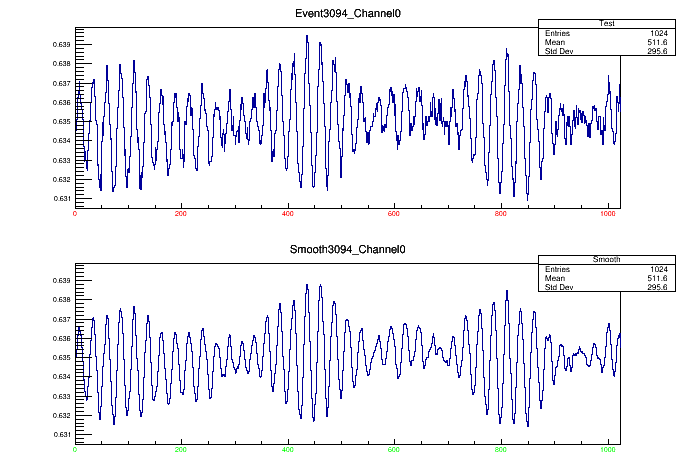 Event3094_Channel0
Test
Entries 1024
Mean 511.6
Std Dev 295.6
0.639
0.638
0.637
0.636
0.635
0.634
0.633
0.632
0.631
0 200 400 600 800 1000
Smooth3094_Channel0
Smooth
Entries 1024
Mean 511.6
Std Dev 295.6
0.639
0.638
0.637
0.636
0.635
0.634
0.633
0.632
0.631
0 200 400 600 800 1000